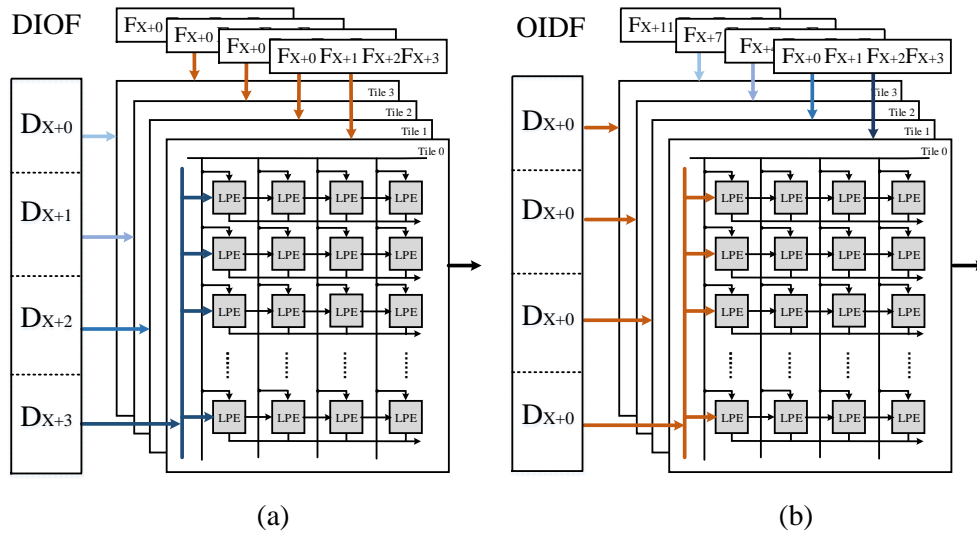 DIOF
FX+0
FX+0
FX+0
FX+0 FX+1 FX+2FX+3
Tile 3
Tile 2
Tile 1
Tile 0
DX+0
DX+1
DX+2
DX+3
LPE LPE LPE LPE
LPE LPE LPE LPE
LPE LPE LPE LPE
LPE LPE LPE LPE
(a)
OIDF
FX+11
FX+7
FX+0 FX+1 FX+2FX+3
Tile 3
Tile 2
Tile 1
Tile 0
DX+0
DX+0
DX+0
DX+0
LPE LPE LPE LPE
LPE LPE LPE LPE
LPE LPE LPE LPE
LPE LPE LPE LPE
(b)